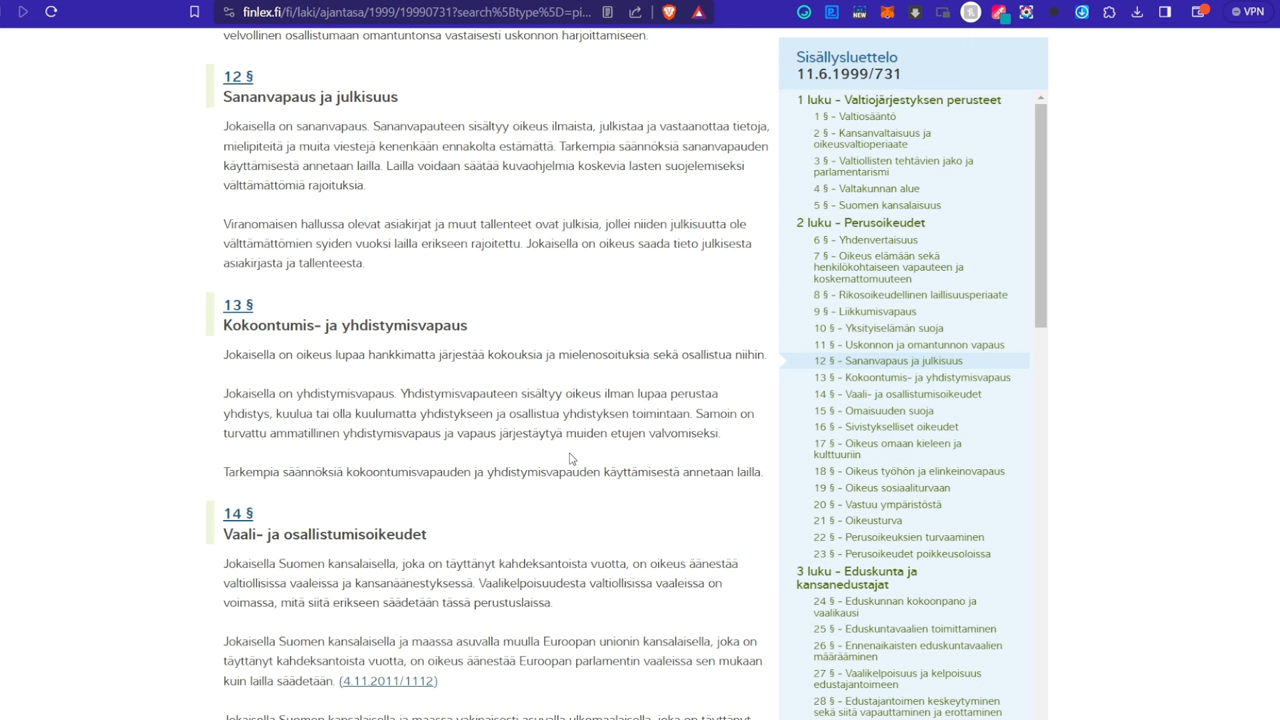 finlex.fi/fi/laki/ajantasa/1999/19990731?search%5Btype%5D=pi...
NEW
VPN
velvollinen osallistumaan omantuntonsa vastaisesti uskonnon harjoittamiseen.
12 §
Sananvapaus ja julkisuus
Jokaisella on sananvapaus. Sananvapauteen sisältyy oikeus ilmaista, julkistaa ja vastaanottaa tietoja,
mielipiteitä ja muita viestejä kenenkään ennakolta estämättä. Tarkempia säännöksiä sananvapauden
käyttämisestä annetaan lailla. Lailla voidaan säätää kuvaohjelmia koskevia lasten suojelemiseksi
välttämättömiä rajoituksia.
Viranomaisen hallussa olevat asiakirjat ja muut tallenteet ovat julkisia, jollei niiden julkisuutta ole
välttämättömien syiden vuoksi lailla erikseen rajoitettu. Jokaisella on oikeus saada tieto julkisesta
asiakirjasta ja tallenteesta.
13 §
Kokoontumis- ja yhdistymisvapaus
Jokaisella on oikeus lupaa hankkimatta järjestää kokouksia ja mielenosoituksia sekä osallistua niihin.
Jokaisella on yhdistymisvapaus. Yhdistymisvapauteen sisältyy oikeus ilman lupaa perustaa
yhdistys, kuulua tai olla kuulumatta yhdistykseen ja osallistua yhdistyksen toimintaan. Samoin on
turvattu ammatillinen yhdistymisvapaus ja vapaus järjestäytyä muiden etujen valvomiseksi.
Tarkempia säännöksiä kokoontumisvapauden ja yhdistymisvapauden käyttämisestä annetaan lailla.
14 §
Vaali- ja osallistumisoikeudet
Jokaisella Suomen kansalaisella, joka on täyttänyt kahdeksantoista vuotta, on oikeus äänestää
valtiollisissa vaaleissa ja kansanäänestyksessä. Vaalikelpoisuudesta valtiollisissa vaaleissa on
voimassa, mitä siitä erikseen säädetään tässä perustuslaissa.
Jokaisella Suomen kansalaisella ja maassa asuvalla muulla Euroopan unionin kansalaisella, joka on
täyttänyt kahdeksantoista vuotta, on oikeus äänestää Euroopan parlamentin vaaleissa sen mukaan
kuin lailla säädetään. (4.11.2011/1112)
Jokaisella Suomen kansalaisella ja maassa vakinaisesti asuvalla ulkomaalaisella, joka on täyttänyt
Sisällysluettelo
11.6.1999/731
1 luku - Valtiojärjestyksen perusteet
1 § - Valtiosääntö
2 § - Kansanvaltaisuus ja
oikeusvaltioperiaate
3 § - Valtiollisten tehtävien jako ja
parlamentarismi
4 § - Valtakunnan alue
5 § - Suomen kansalaisuus
2 luku - Perusoikeudet
6 § - Yhdenvertaisuus
7 § - Oikeus elämään sekä
henkilökohtaiseen vapauteen ja
koskemattomuuteen
8 § - Rikosoikeudellinen laillisuusperiaate
9 § - Liikkumisvapaus
10 § - Yksityiselämän suoja
11 § - Uskonnon ja omantunnon vapaus
12 § - Sananvapaus ja julkisuus
13 § - Kokoontumis- ja yhdistymisvapaus
14 § - Vaali- ja osallistumisoikeudet
15 § - Omaisuuden suoja
16 § - Sivistykselliset oikeudet
17 § - Oikeus omaan kieleen ja
kulttuuriin
18 § - Oikeus työhön ja elinkeinovapaus
19 § - Oikeus sosiaaliturvaan
20 § - Vastuu ympäristöstä
21 § - Oikeusturva
22 § - Perusoikeuksien turvaaminen
23 § - Perusoikeudet poikkeusoloissa
3 luku - Eduskunta ja
kansanedustajat
24 § - Eduskunnan kokoonpano ja
vaalikausi
25 § - Eduskuntavaalien toimittaminen
26 § - Ennenaikaisten eduskuntavaalien
määrääminen
27 § - Vaalikelpoisuus ja kelpoisuus
edustajantoimeen
28 § - Edustajantoimen keskeytyminen
sekä siitä vapauttaminen ja erottaminen